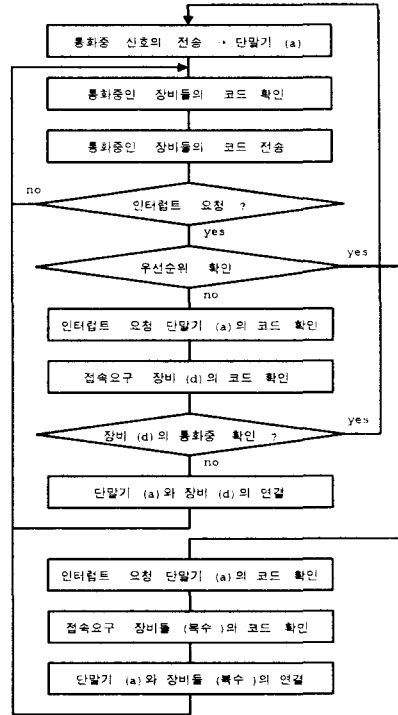 통화중 신호의 전송 → 단말기 (a)
통화중인 장비들의 코드 확인
통화중인 장비들의 코드 전송
no
인터럽트 요청 ?
yes
우선순위 확인
yes
no
인터럽트 요청 단말기 (a)의 코드 확인
접속요구 장비 (d)의 코드 확인
yes
장비 (d)의 통화중 확인 ?
no
단말기 (a)와 장비 (d)의 연결
인터럽트 요청 단말기 (a)의 코드 확인
접속요구 장비들 (복수 )의 코드 확인
단말기 (a)와 장비들 (복수 )의 연결